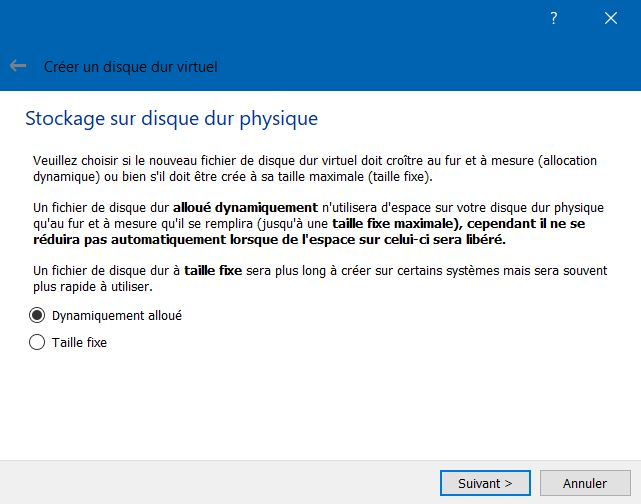 ?
Créer un disque dur virtuel
Stockage sur disque dur physique
Veuillez choisir si le nouveau fichier de disque dur virtuel doit croître au fur et à mesure (allocation
dynamique) ou bien s'il doit être crée à sa taille maximale (taille fixe).
Un fichier de disque dur alloué dynamiquement n'utilisera d'espace sur votre disque dur physique
qu'au fur et à mesure qu'il se remplira (jusqu'à une taille fixe maximale), cependant il ne se
réduira pas automatiquement lorsque de l'espace sur celui-ci sera libéré.
Un fichier de disque dur à taille fixe sera plus long à créer sur certains systèmes mais sera souvent
plus rapide à utiliser.
Dynamiquement alloué
Taille fixe
Suivant > Annuler